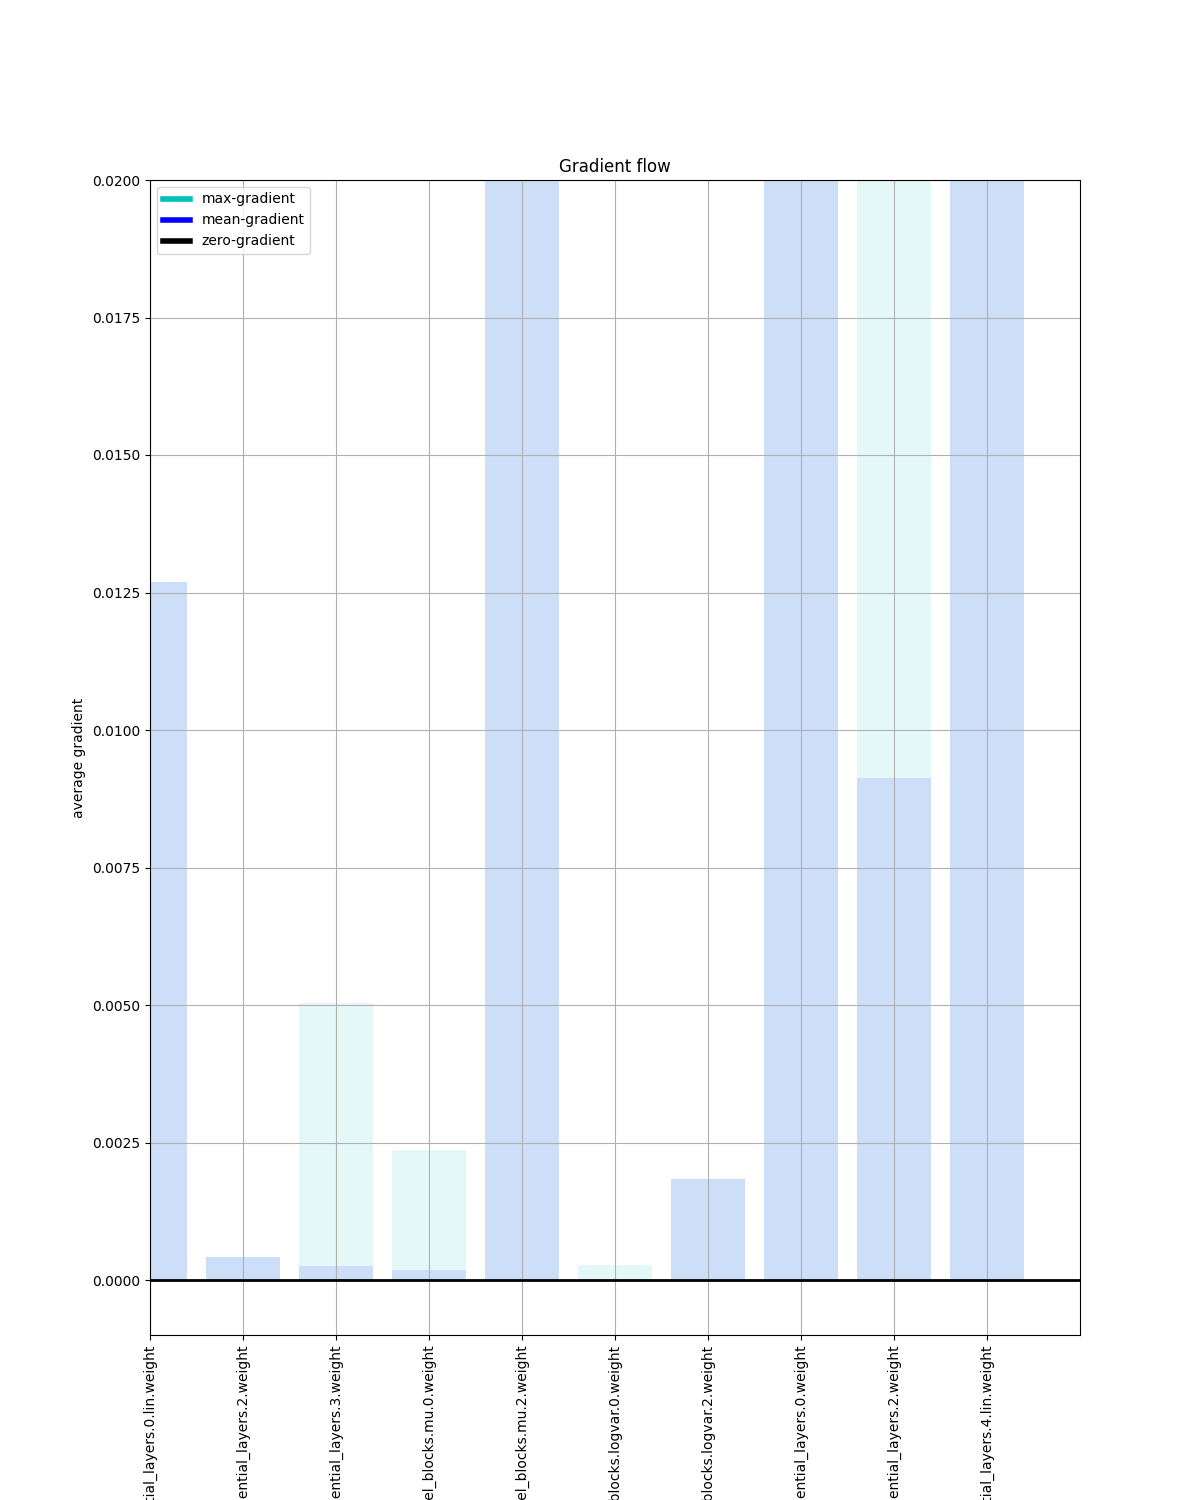 Gradient flow
max-gradient
mean-gradient
zero-gradient
0.0200
0.0175
0.0150
0.0125
0.0100
0.0075
0.0050
0.0025
0.0000
average gradient
tial_layers.0.lin.weight
ential_layers.2.weight
ential_layers.3.weight
el_blocks.mu.0.weight
el_blocks.mu.2.weight
blocks.logvar.0.weight
blocks.logvar.2.weight
ential_layers.0.weight
ential_layers.2.weight
tial_layers.4.lin.weight